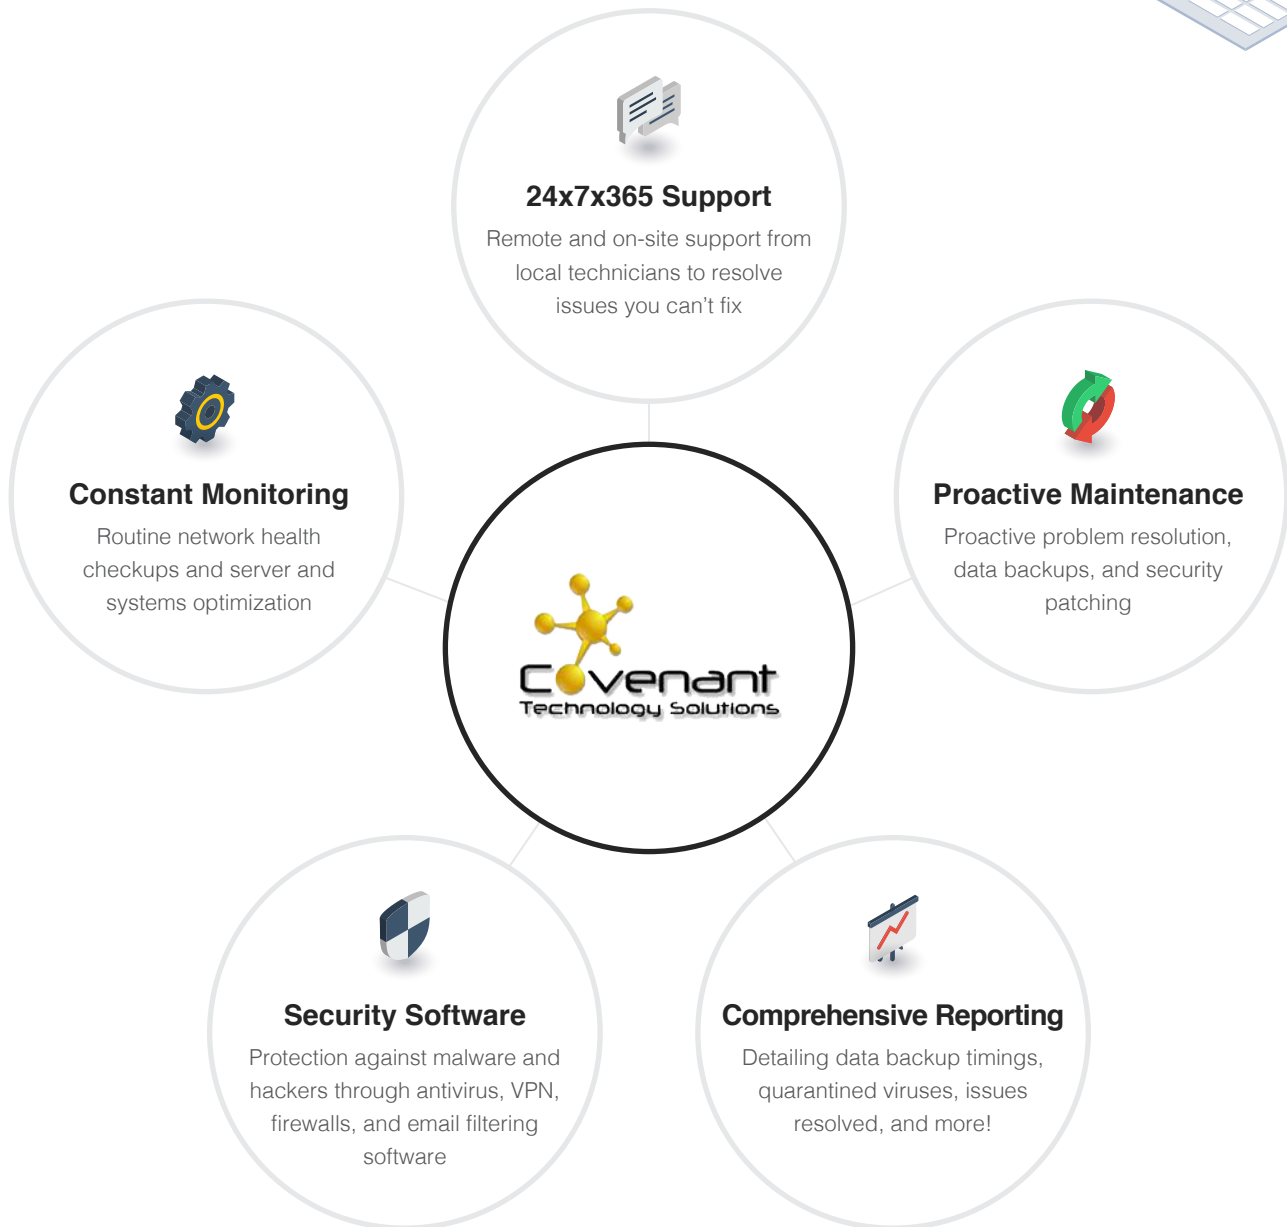 24x7x365 Support
Remote and on-site support from
local technicians to resolve
issues you can’t fix
Constant Monitoring
Routine network health
checkups and server and
systems optimization
Proactive Maintenance
Proactive problem resolution,
data backups, and security
patching
Covenant
Technology Solutions
Security Software
Protection against malware and
hackers through antivirus, VPN,
firewalls, and email filtering
software
Comprehensive Reporting
Detailing data backup timings,
quarantined viruses, issues
resolved, and more!